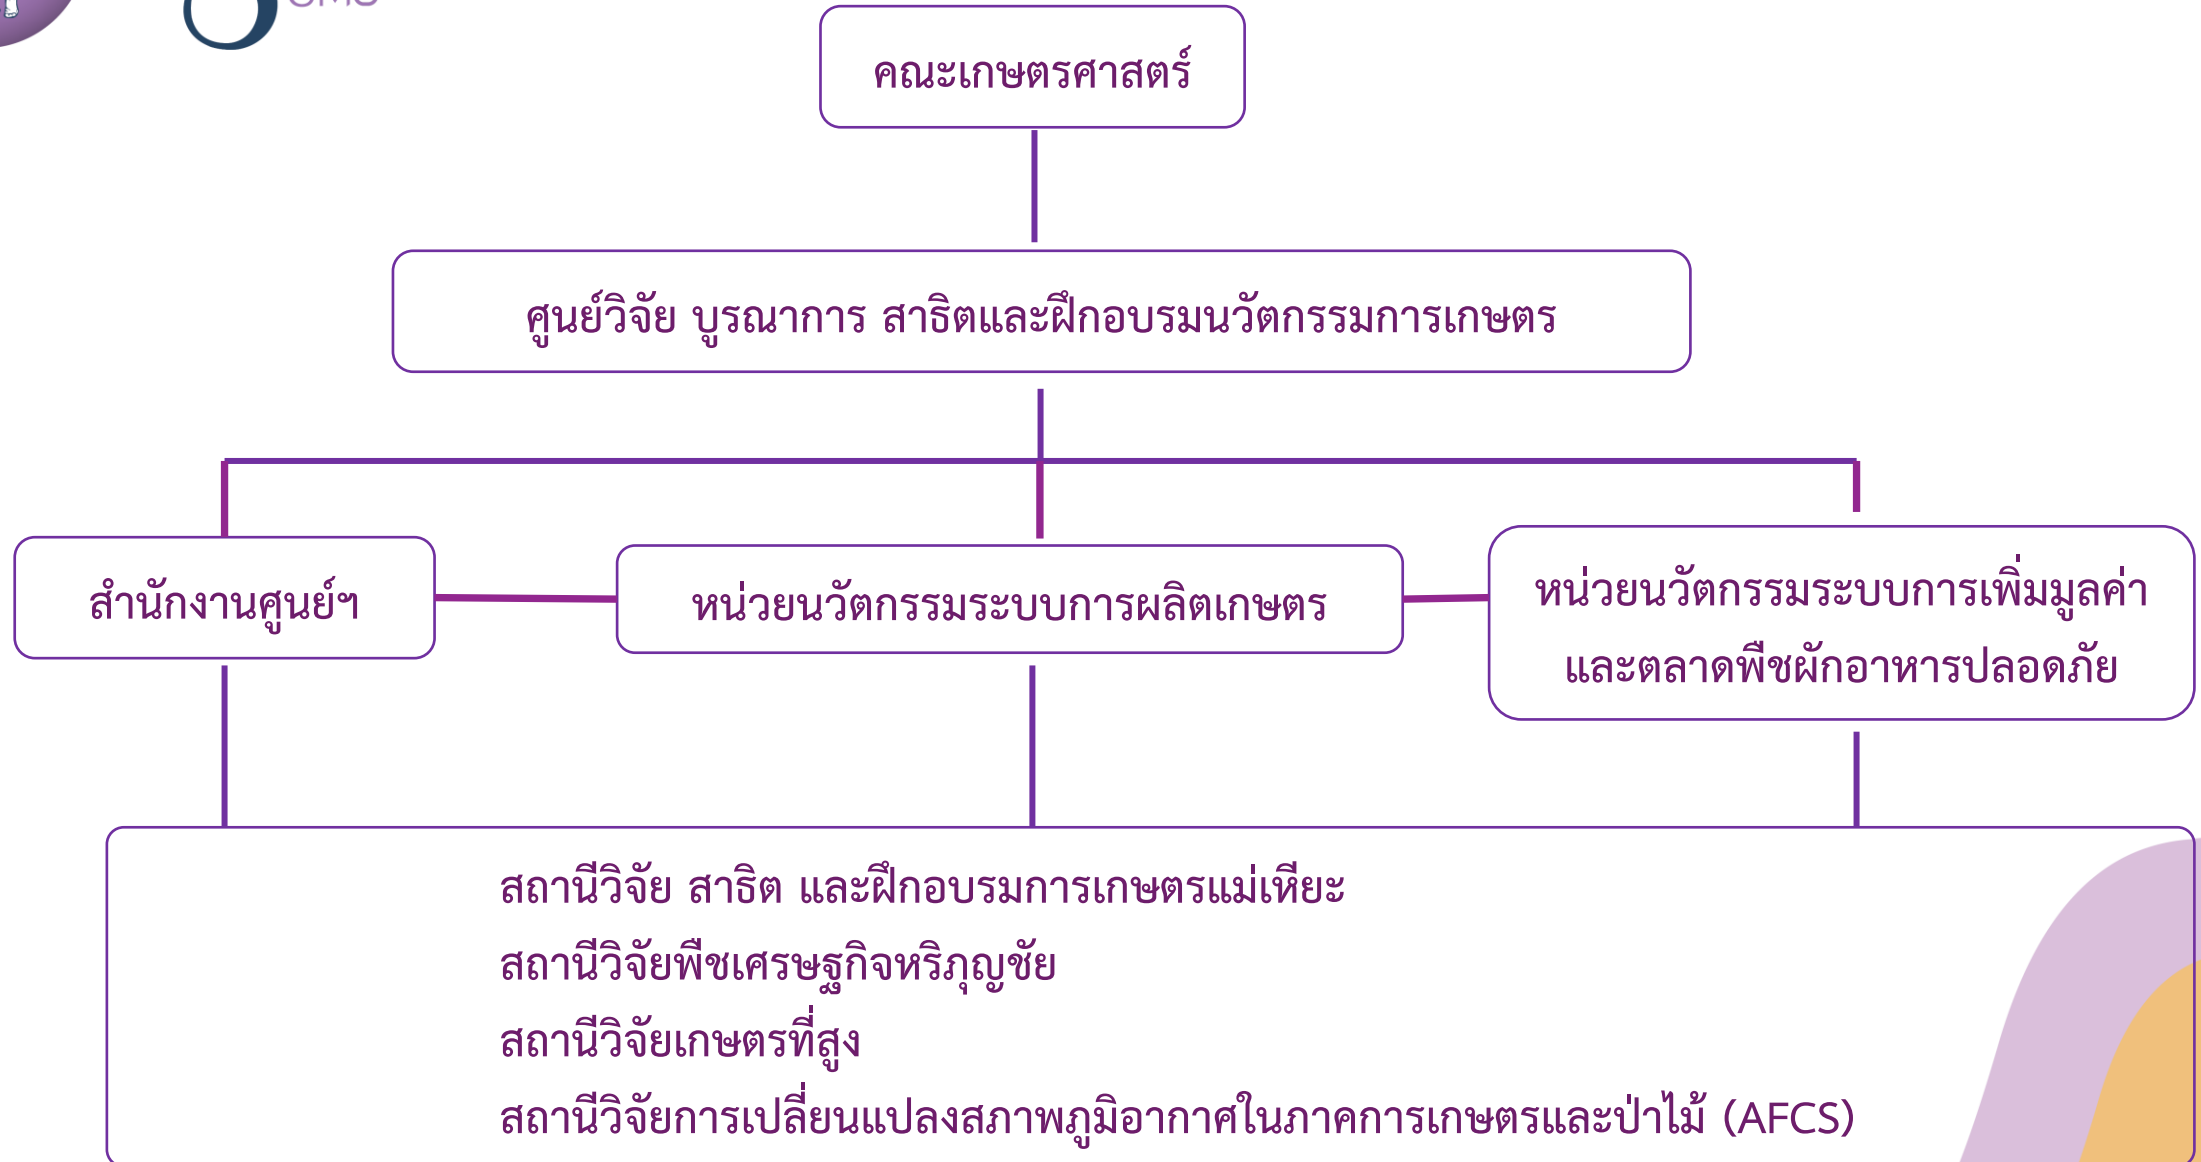 คณะเกษตรศาสตร์
ศูนย์วิจัย บูรณาการ สาธิตและฝึกอบรมนวัตกรรมการเกษตร
สำนักงานศูนย์ฯ
หน่วยนวัตกรรมระบบการผลิตเกษตร
หน่วยนวัตกรรมระบบการเพิ่มมูลค่า
และตลาดพืชผักอาหารปลอดภัย
สถานีวิจัย สาธิต และฝึกอบรมการเกษตรแม่เหียะ
สถานีวิจัยพืชเศรษฐกิจหริภุญชัย
สถานีวิจัยเกษตรที่สูง
สถานีวิจัยการเปลี่ยนแปลงสภาพภูมิอากาศในภาคการเกษตรและป่าไม้ (AFCS)